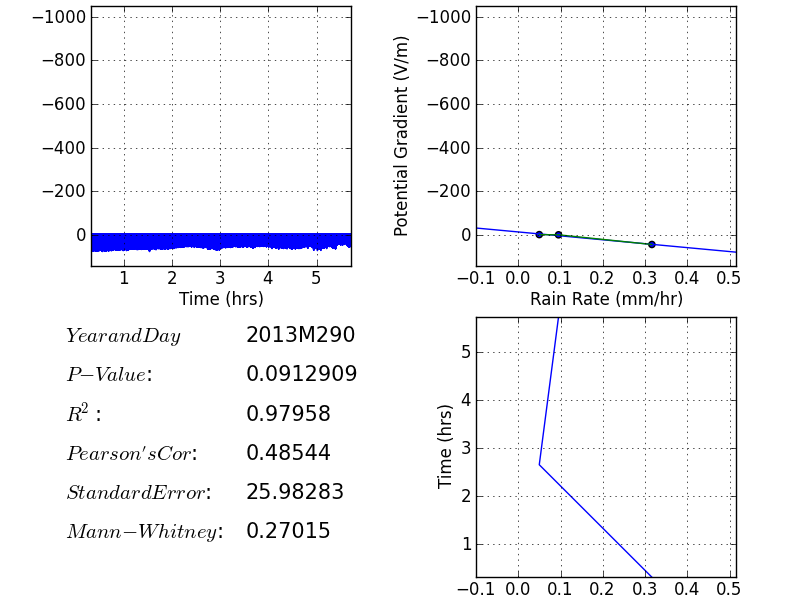 −1000
−800
−600
−400
−200
0
1 2 3 4 5
Time (hrs)
Potential Gradient (V/m)
−1000
−800
−600
−400
−200
0
−0.1 0.0 0.1 0.2 0.3 0.4 0.5
Rain Rate (mm/hr)
YearandDay 2013M290
P−Value: 0.0912909
R²: 0.97958
Pearson'sCor: 0.48544
StandardError: 25.98283
Mann−Whitney: 0.27015
Time (hrs)
5
4
3
2
1
−0.1 0.0 0.1 0.2 0.3 0.4 0.5